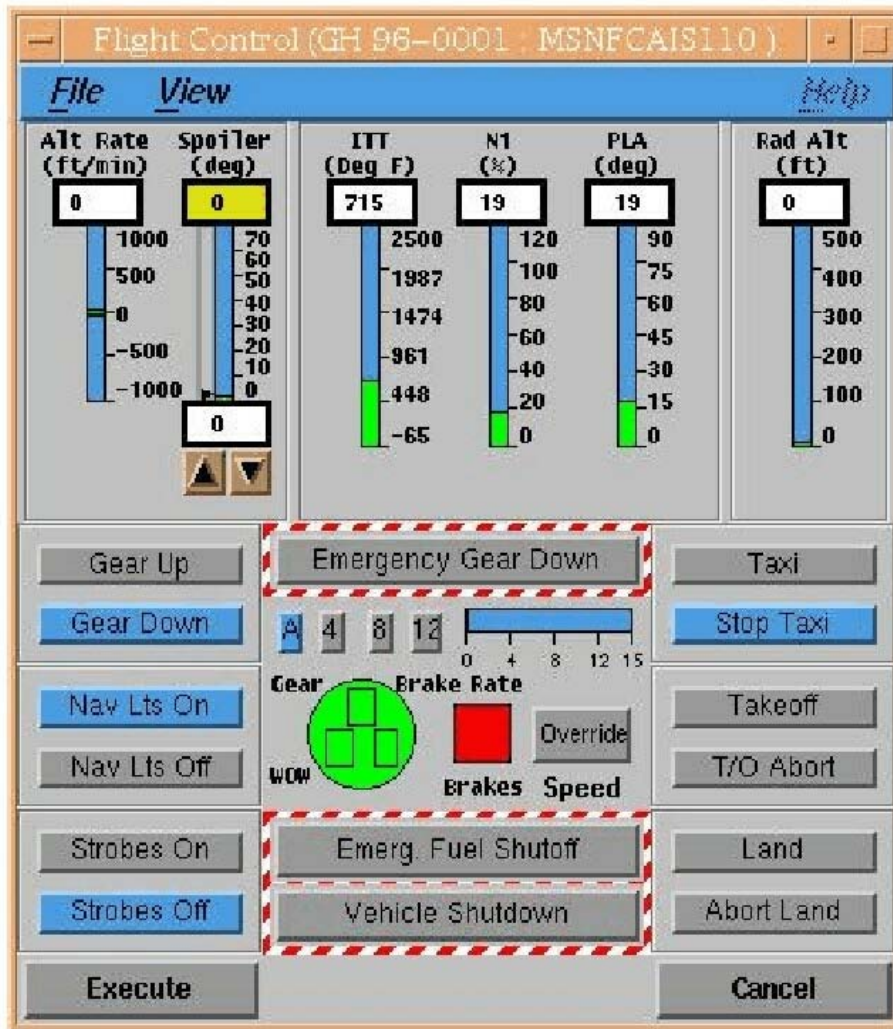 Flight Control (GH 96-0001 : MSNFCAIS110 )
File View Help
Alt Rate Spoiler ITT N1 PLA Rad Alt
(ft/min) (deg) (Deg F) (%) (deg) (ft)
0 0 715 19 19 0
1000 70 2500 120 90 500
60
500 50 1987 100 75 400
40
0 30 1474 80 60 300
60 45
-500 20 961 40 30 200
10
-1000 0 448 20 15 100
0 -65 0 0 0
Gear Up Emergency Gear Down Taxi
Gear Down A 4 8 12 Stop Taxi
0 4 8 12 15
Gear Brake Rate
Nav Lts On Override Takeoff
Nav Lts Off T/O Abort
WOW Brakes Speed
Strobes On Emerg. Fuel Shutoff Land
Strobes Off Vehicle Shutdown Abort Land
Execute Cancel